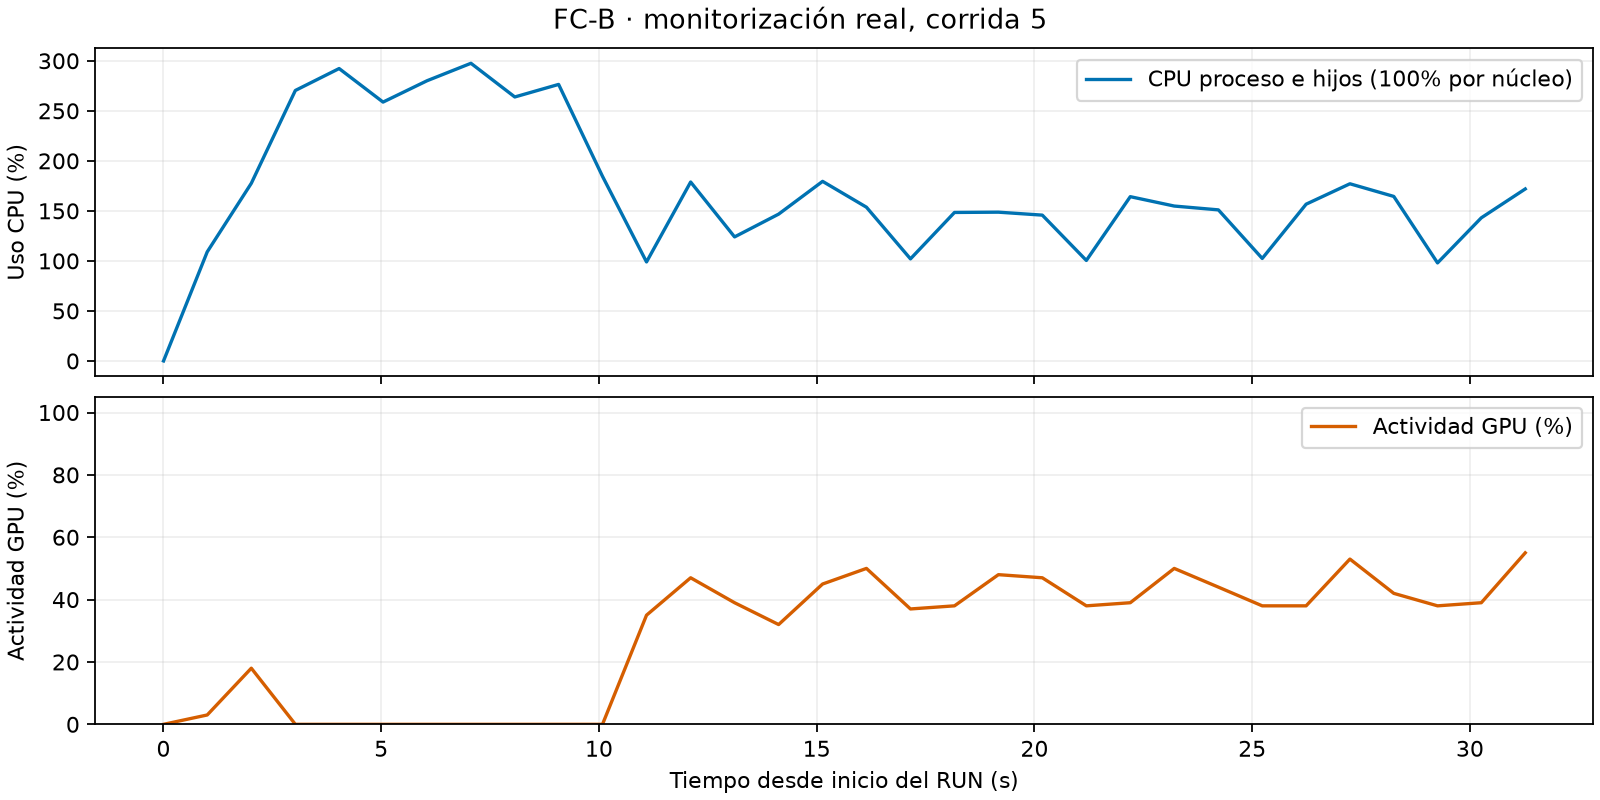 FC-B · monitorización real, corrida 5
CPU proceso e hijos (100% por núcleo)
Uso CPU (%)
300
250
200
150
100
50
0
Actividad GPU (%)
Actividad GPU (%)
100
80
60
40
20
0
0 5 10 15 20 25 30
Tiempo desde inicio del RUN (s)